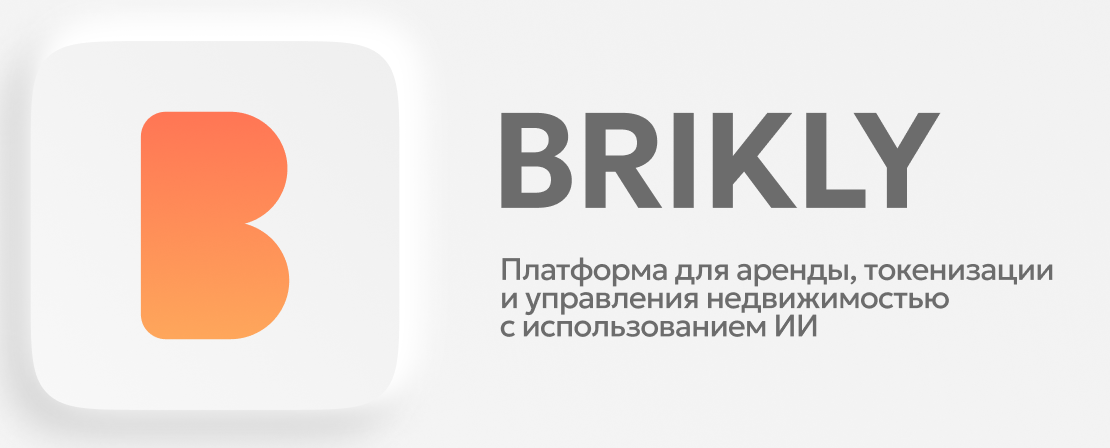 B
BRIKLY
Платформа для аренды, токенизации
и управления недвижимостью
с использованием ИИ